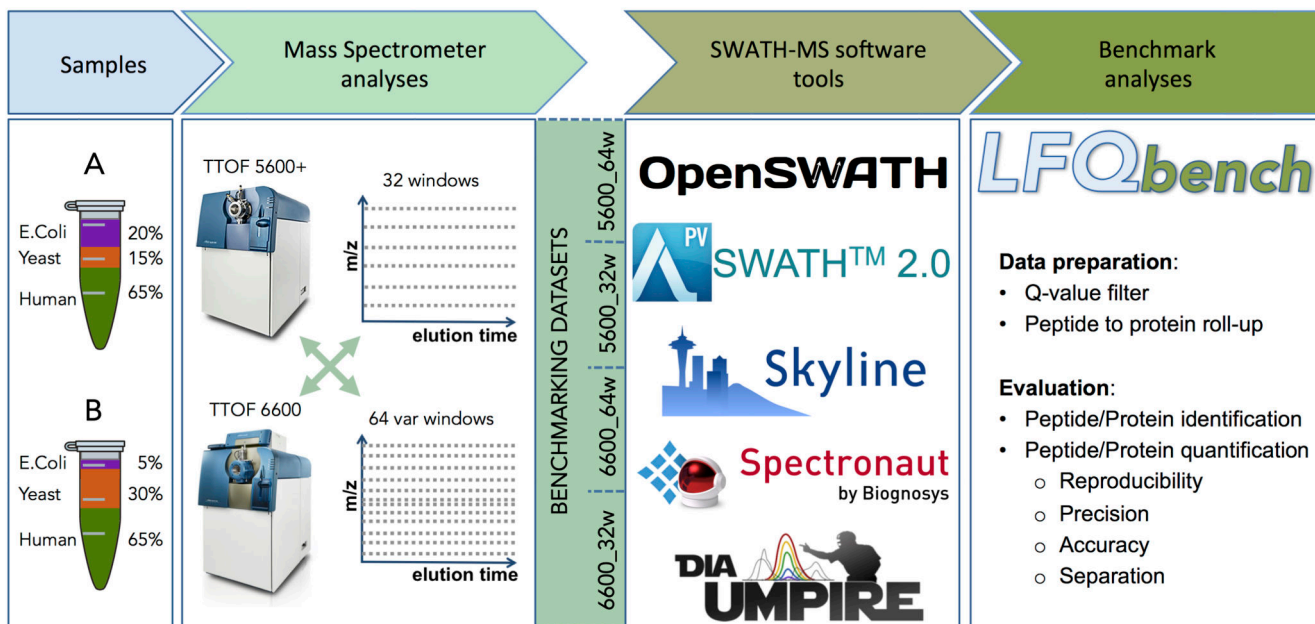 Samples
Mass Spectrometer
analyses
SWATH-MS software
tools
Benchmark
analyses
A
E.Coli 20%
Yeast 15%
Human 65%
B
E.Coli 5%
Yeast 30%
Human 65%
TTOF 5600+
32 windows
m/z
elution time
TTOF 6600
64 var windows
m/z
elution time
BENCHMARKING DATASETS
5600_64w
5600_32w
6600_64w
6600_32w
OpenSWATH
PV
SWATH™ 2.0
Skyline
Spectronaut
by Biognosys
DIA
UMPIRE
LFQbench
Data preparation:
• Q-value filter
• Peptide to protein roll-up
Evaluation:
• Peptide/Protein identification
• Peptide/Protein quantification
o Reproducibility
o Precision
o Accuracy
o Separation